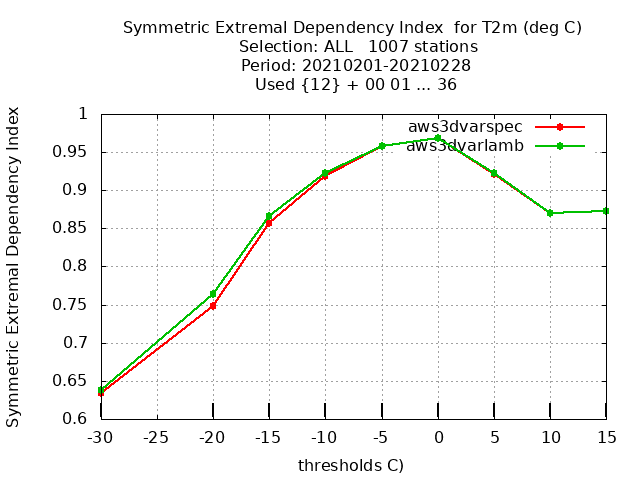 Symmetric Extremal Dependency Index  for T2m (deg C)
Selection: ALL   1007 stations
Period: 20210201-20210228
Used {12} + 00 01 ... 36
Symmetric Extremal Dependency Index
1
0.95
0.9
0.85
0.8
0.75
0.7
0.65
0.6
aws3dvarspec
aws3dvarlamb
-30 -25 -20 -15 -10 -5 0 5 10 15
thresholds C)